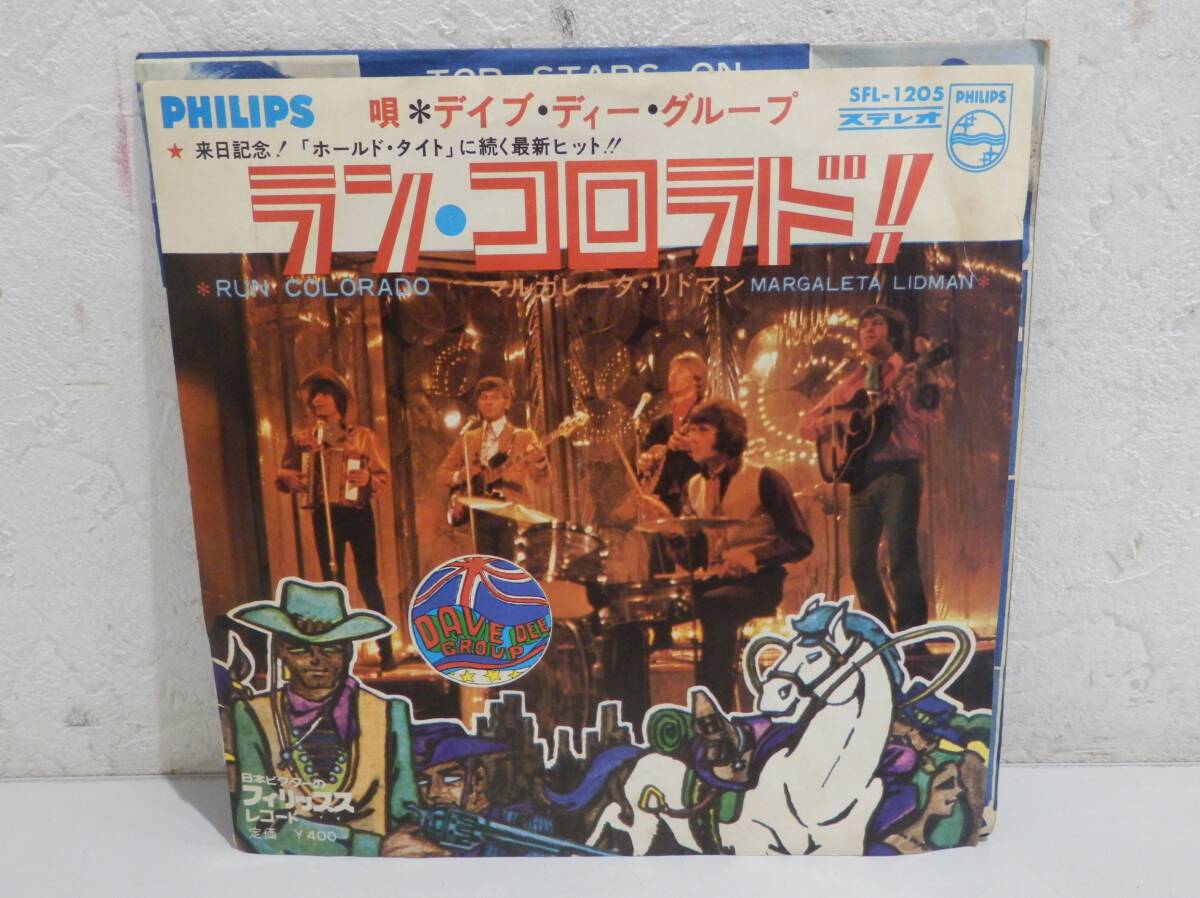 TOP STARS ON
PHILIPS
唄*デイブ・ディー・グループ
SFL-1205
ステレオ
PHILIPS
★来日記念!「ホールド・タイト」に続く最新ヒット!!
ラン・コロラド!
*RUN COLORADO
マルガレータ・リドマン MARGALETA LIDMAN*
DAVE DEE
GROUP
日本ビクターの
フィリップス
レコード
定価 ¥400